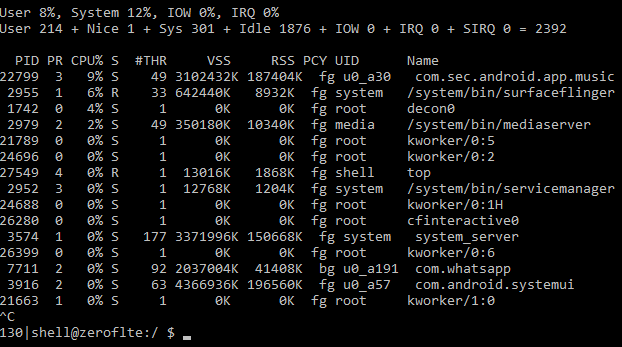 User 8%, System 12%, IOW 0%, IRQ 0%
User 214 + Nice 1 + Sys 301 + Idle 1876 + IOW 0 + IRQ 0 + SIRQ 0 = 2392
PID PR CPU% S #THR VSS RSS PCY UID Name
22799 3 9% S 49 3102432K 187404K fg u0_a30 com.sec.android.app.music
2955 1 6% R 33 642440K 8932K fg system /system/bin/surfaceflinger
1742 0 4% S 1 0K 0K fg root decon0
2979 2 2% S 49 350180K 10340K fg media /system/bin/mediaserver
21789 0 0% S 1 0K 0K fg root kworker/0:5
24696 0 0% S 1 0K 0K fg root kworker/0:2
27549 4 0% R 1 13016K 1868K fg shell top
2952 3 0% S 1 12768K 1204K fg system /system/bin/servicemanager
24688 0 0% S 1 0K 0K fg root kworker/0:1H
26280 0 0% S 1 0K 0K fg root cfinteractive0
3574 1 0% S 177 3371996K 150668K fg system system_server
26399 0 0% S 1 0K 0K fg root kworker/0:6
7711 2 0% S 92 2037004K 41408K bg u0_a191 com.whatsapp
3916 2 0% S 63 4366936K 196560K fg u0_a57 com.android.systemui
21663 1 0% S 1 0K 0K fg root kworker/1:0
^C
130|shell@zeroflte:/ $